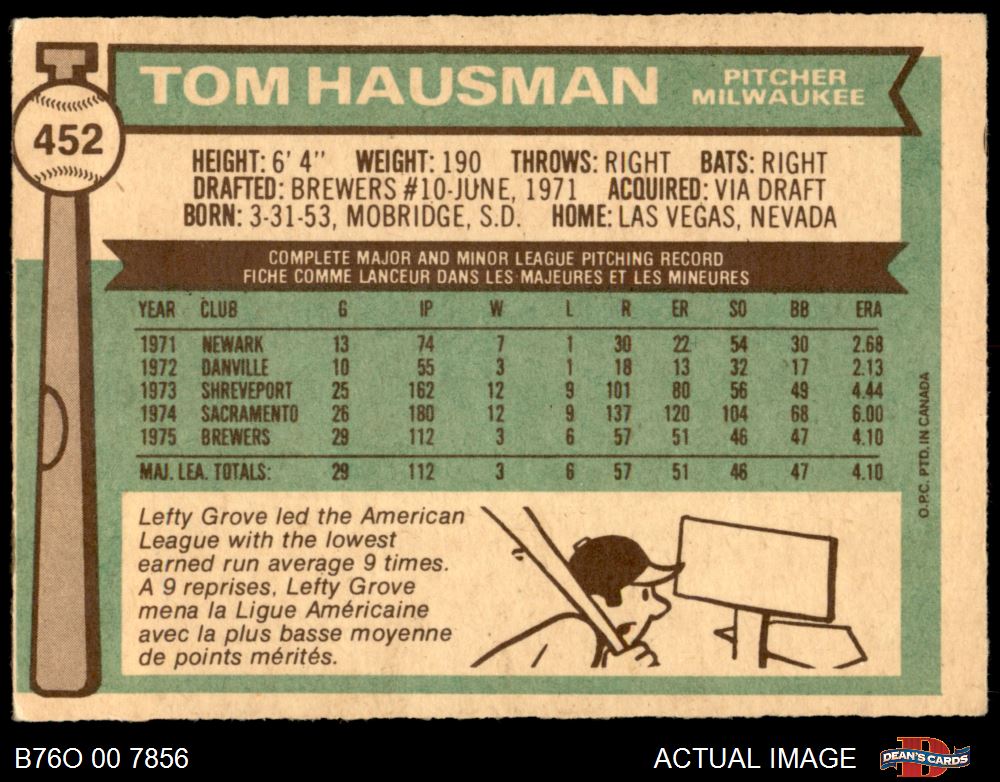 TOM HAUSMAN
PITCHER
MILWAUKEE
452
HEIGHT: 6' 4" WEIGHT: 190 THROWS: RIGHT BATS: RIGHT
DRAFTED: BREWERS #10-JUNE, 1971 ACQUIRED: VIA DRAFT
BORN: 3-31-53, MOBRIDGE, S.D. HOME: LAS VEGAS, NEVADA
COMPLETE MAJOR AND MINOR LEAGUE PITCHING RECORD
FICHE COMME LANCEUR DANS LES MAJEURES ET LES MINEURES
YEAR CLUB G IP W L R ER SO BB ERA
1971 NEWARK 13 74 7 1 30 22 54 30 2.68
1972 DANVILLE 10 55 3 1 18 13 32 17 2.13
1973 SHREVEPORT 25 162 12 9 101 80 56 49 4.44
1974 SACRAMENTO 26 180 12 9 137 120 104 68 6.00
1975 BREWERS 29 112 3 6 57 51 46 47 4.10
MAJ. LEA. TOTALS: 29 112 3 6 57 51 46 47 4.10
Lefty Grove led the American
League with the lowest
earned run average 9 times.
A 9 reprises, Lefty Grove
mena la Ligue Américaine
avec la plus basse moyenne
de points mérités.
O.P.C. PTD. IN CANADA
B76O 00 7856
ACTUAL IMAGE
DEAN'S CARDS